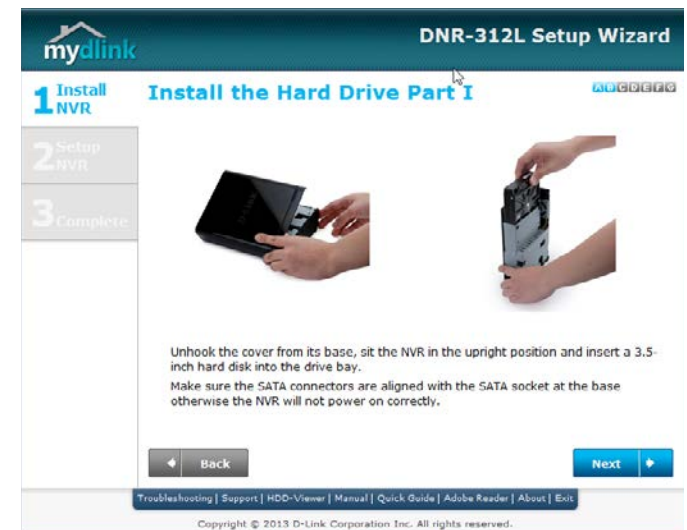 mydlink
DNR-312L Setup Wizard
1 Install
NVR
Install the Hard Drive Part I
A B C D E F G
2 Setup
NVR
3 Complete
D-Link
Unhook the cover from its base, sit the NVR in the upright position and insert a 3.5-
inch hard disk into the drive bay.
Make sure the SATA connectors are aligned with the SATA socket at the base
otherwise the NVR will not power on correctly.
Back
Next
Troubleshooting | Support | HDD-Viewer | Manual | Quick Guide | Adobe Reader | About | Exit
Copyright © 2013 D-Link Corporation Inc. All rights reserved.